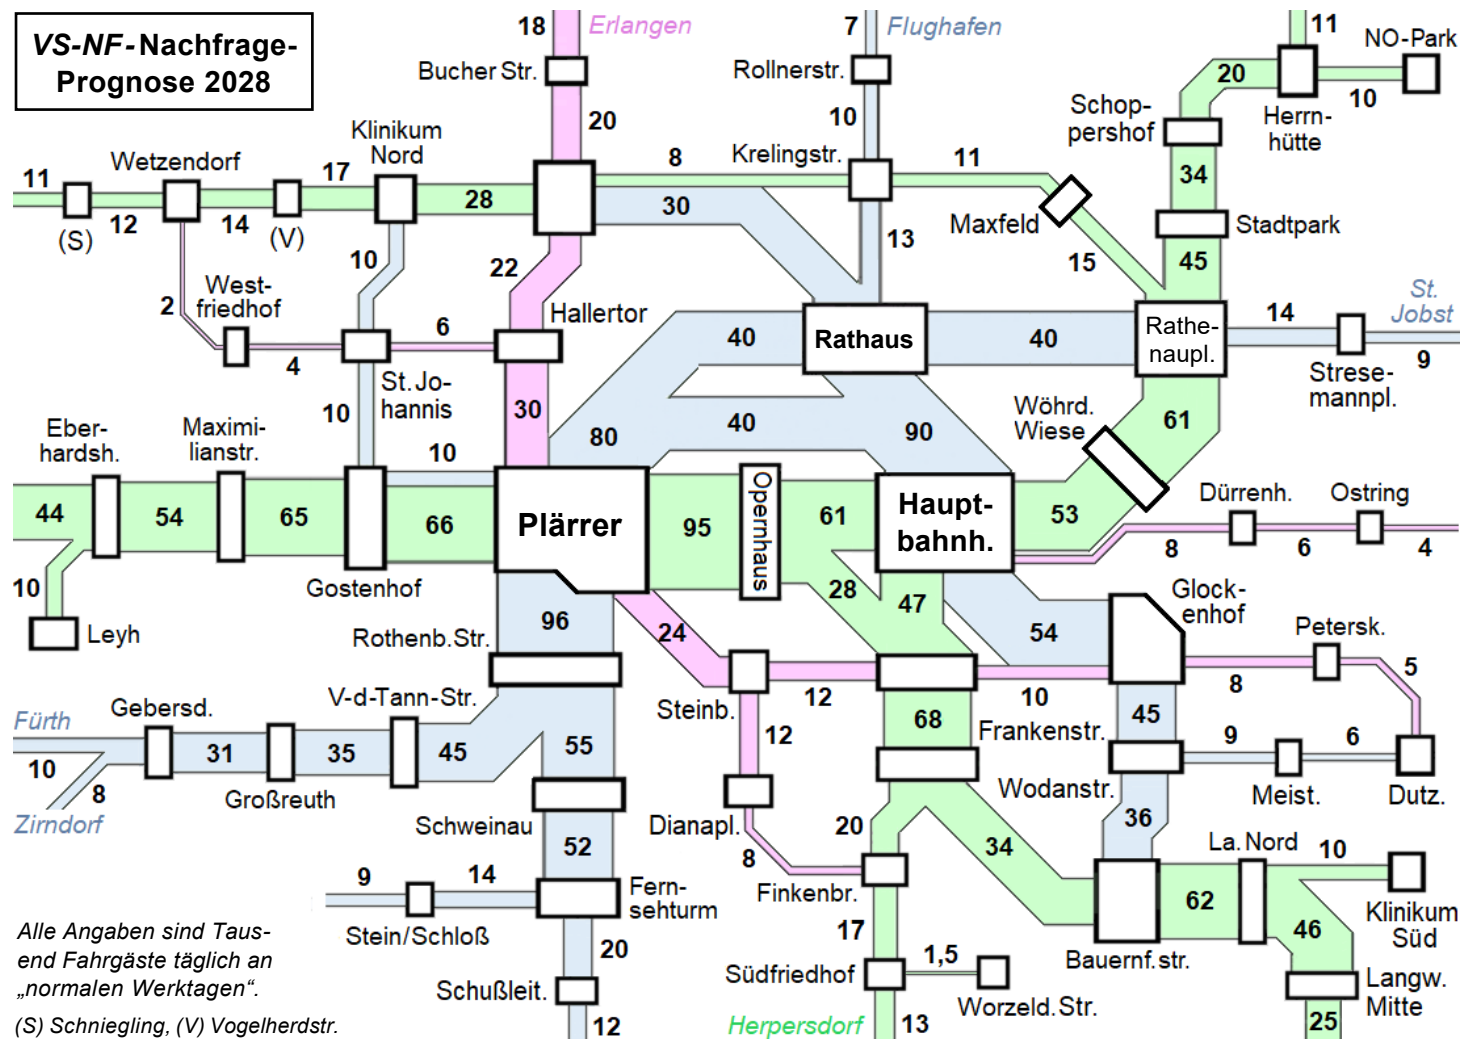 VS-NF-Nachfrage-
Prognose 2028
18
Erlangen
7
Flughafen
11
NO-Park
Bucher Str.
Rollnerstr.
20
10
Schop-
pershof
Herrn-
hütte
20
10
Klinikum
Nord
Wetzendorf
Krelingstr.
11
17
8
11
34
12
14
28
30
(S)
(V)
Maxfeld
Stadtpark
13
10
22
15
45
West-
friedhof
2
6
Hallertor
St.
Jobst
40
Rathaus
40
Rathe-
naupl.
14
9
4
St.Jo-
hannis
Strese-
mannpl.
10
30
40
80
90
Wöhrd.
Wiese
61
Eber-
hardsh.
Maximi-
lianstr.
10
44
54
65
66
Plärrer
95
Opernhaus
61
Haupt-
bahnh.
53
Dürrenh.
Ostring
8
6
4
10
Leyh
Gostenhof
28
47
Glock-
enhof
96
24
54
Petersk.
Rothenb.Str.
5
12
10
8
V-d-Tann-Str.
Steinb.
Fürth
Gebersd.
68
Frankenstr.
45
10
31
35
45
55
12
9
6
8
Großreuth
Zirndorf
Wodanstr.
Meist.
Dutz.
Schweinau
Dianapl.
20
34
36
La.Nord
10
52
8
9
14
Fern-
sehturm
Finkenbr.
62
46
Klinikum
Süd
Stein/Schloß
17
20
1,5
Bauernf.str.
Schußleit.
Südfriedhof
Worzeld.Str.
Langw.
Mitte
12
Herpersdorf
13
25
Alle Angaben sind Taus-
end Fahrgäste täglich an
„normalen Werktagen“.
(S) Schniegling, (V) Vogelherdstr.